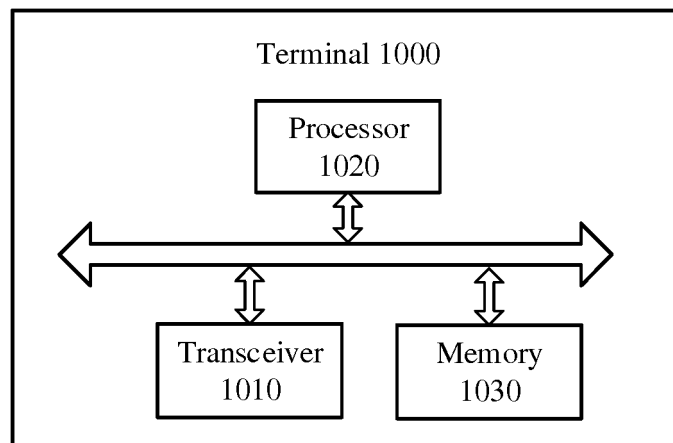 Terminal 1000
Processor
1020
Transceiver
1010
Memory
1030